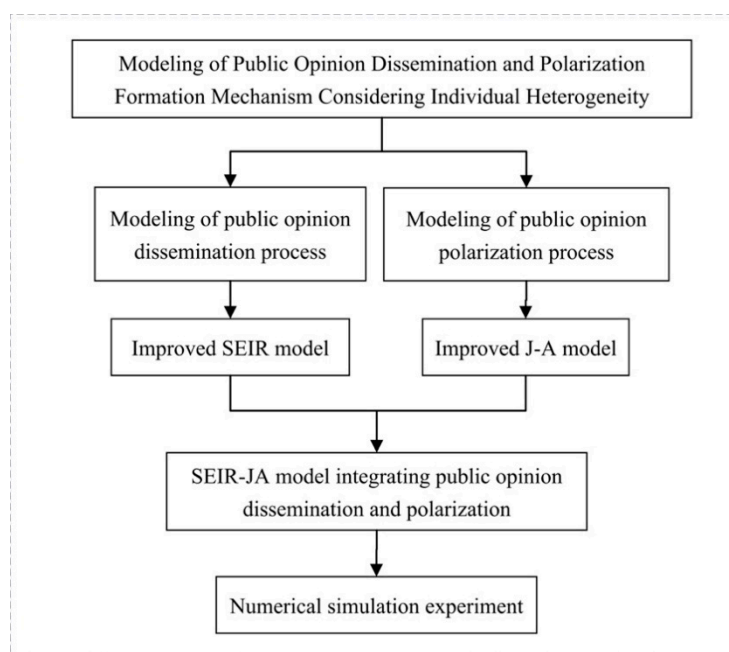 Modeling of Public Opinion Dissemination and Polarization
Formation Mechanism Considering Individual Heterogeneity
Modeling of public opinion
dissemination process
Modeling of public opinion
polarization process
Improved SEIR model
Improved J-A model
SEIR-JA model integrating public opinion
dissemination and polarization
Numerical simulation experiment